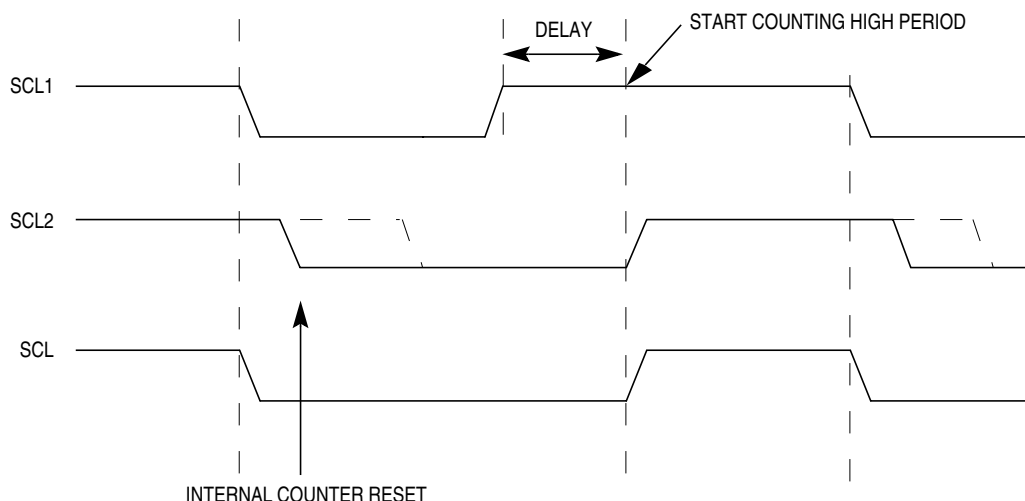 DELAY
START COUNTING HIGH PERIOD
SCL1
SCL2
SCL
INTERNAL COUNTER RESET